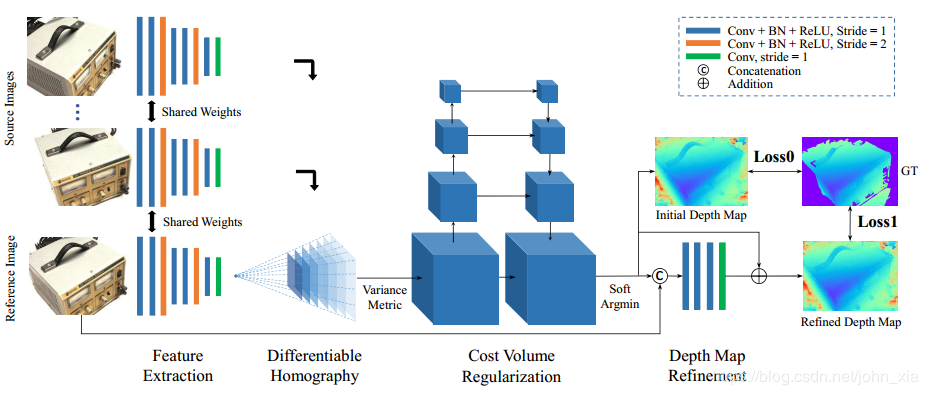 Source Images
Reference Image
Shared Weights
Shared Weights
Conv + BN + ReLU, Stride = 1
Conv + BN + ReLU, Stride = 2
Conv, stride = 1
C Concatenation
Addition
Variance
Metric
Soft
Argmin
Initial Depth Map
Loss0
GT
Loss1
C
Refined Depth Map
Feature
Extraction
Differentiable
Homography
Cost Volume
Regularization
Depth Map
Refinement
https://blog.csdn.net/john_xia